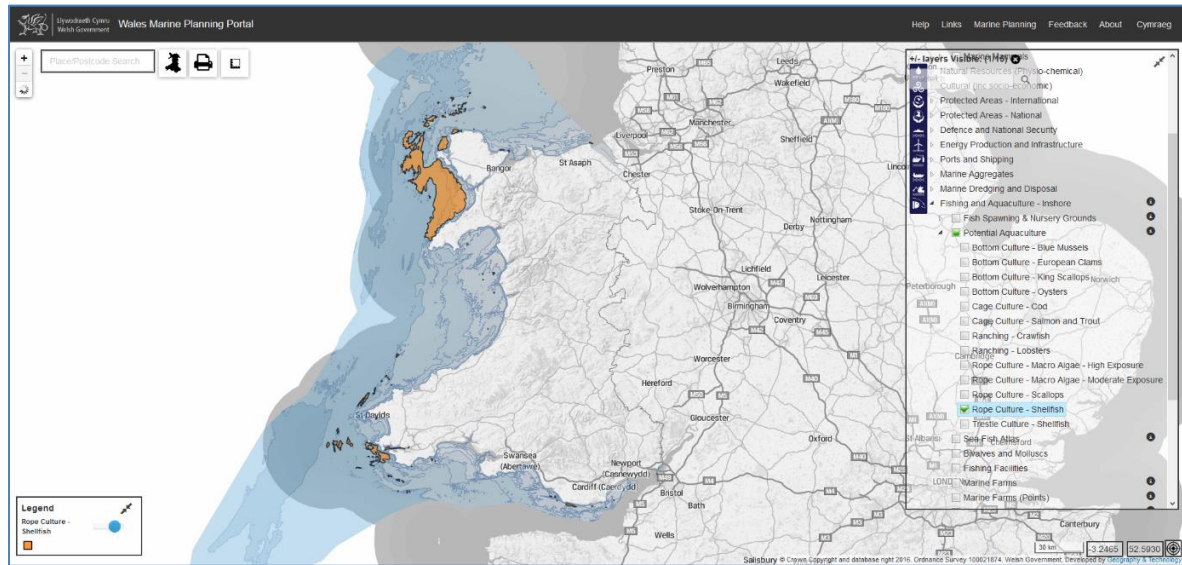 Llywodraeth Cymru
Welsh Government
Wales Marine Planning Portal
Help Links Marine Planning Feedback About Cymraeg
Place/Postcode Search
+/- layers Visible: (1/16)
Marine Mammals
Natural Resources (Physio-chemical)
Cultural (inc socio-economic)
Protected Areas - International
Protected Areas - National
Defence and National Security
Energy Production and Infrastructure
Ports and Shipping
Marine Aggregates
Marine Dredging and Disposal
Fishing and Aquaculture - Inshore
Fish Spawning & Nursery Grounds
Potential Aquaculture
Bottom Culture - Blue Mussels
Bottom Culture - European Clams
Bottom Culture - King Scallops
Bottom Culture - Oysters
Cage Culture - Cod
Cage Culture - Salmon and Trout
Ranching - Crawfish
Ranching - Lobsters
Rope Culture - Macro Algae - High Exposure
Rope Culture - Macro Algae - Moderate Exposure
Rope Culture - Scallops
Rope Culture - Shellfish
Trestle Culture - Shellfish
Sea Fish Atlas
Bivalves and Molluscs
Fishing Facilities
Marine Farms
Marine Farms (Points)
Preston
Leeds
Wakefield
Manchester
Liverpool
Sheffield
Bangor
St Asaph
Chester
Stoke-On-Trent
Nottingham
Derby
Norwich
Lichfield
Leicester
Peterborough
Wolverhampton
Birmingham
Coventry
Cambridge
Worcester
Hereford
St Davids
Gloucester
Oxford
St Albans
Chelmsford
Swansea
(Abertawe)
Newport
(Casnewydd)
Cardiff (Caerdydd)
Bristol
Bath
Wells
Canterbury
Salisbury
Legend
Rope Culture -
Shellfish
30 km
-3.2465 52.5930
© Crown Copyright and database right 2016. Ordnance Survey 100021874. Welsh Government. Developed by Geography & Technology